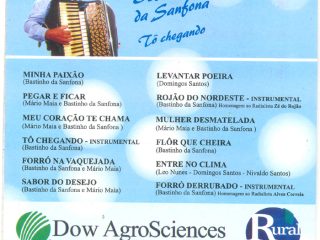 da Sanfona
Tô chegando
MINHA PAIXÃO
(Bastinho da Sanfona)
PEGAR E FICAR
(Mário Maia e Bastinho da Sanfona)
MEU CORAÇÃO TE CHAMA
(Mário Maia e Bastinho da Sanfona)
TÔ CHEGANDO - INSTRUMENTAL
(Bastinho da Sanfona)
FORRÓ NA VAQUEJADA
(Bastinho da Sanfona e Mário Maia)
SABOR DO DESEJO
(Bastinho da Sanfona e Mário Maia)
LEVANTAR POEIRA
(Domingos Santos)
ROJÃO DO NORDESTE - INSTRUMENTAL
(Bastinho da Sanfona) Homenagem ao Radialista Zé do Rojão
MULHER DESMATELADA
(Mário Maia e Bastinho da Sanfona)
FLÔR QUE CHEIRA
(Bastinho da Sanfona)
ENTRE NO CLIMA
(Leo Nunes - Domingos Santos - Nivaldo Santos)
FORRÓ DERRUBADO - INSTRUMENTAL
(Bastinho da Sanfona) Homenagem ao Radialista Alves Correia
Dow AgroSciences
Rural